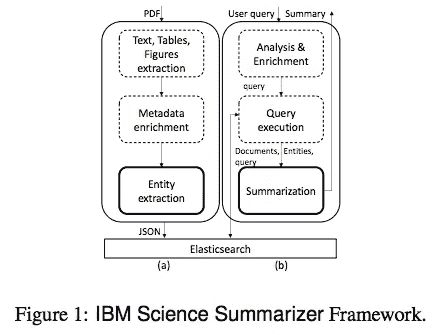 PDF
Text, Tables,
Figures
extraction
Metadata
enrichment
Entity
extraction
JSON
User query
Summary
Analysis &
Enrichment
query
Query
execution
Documents,
query
Entities,
Summarization
Elasticsearch
(a)
(b)
Figure 1: IBM Science Summarizer Framework.